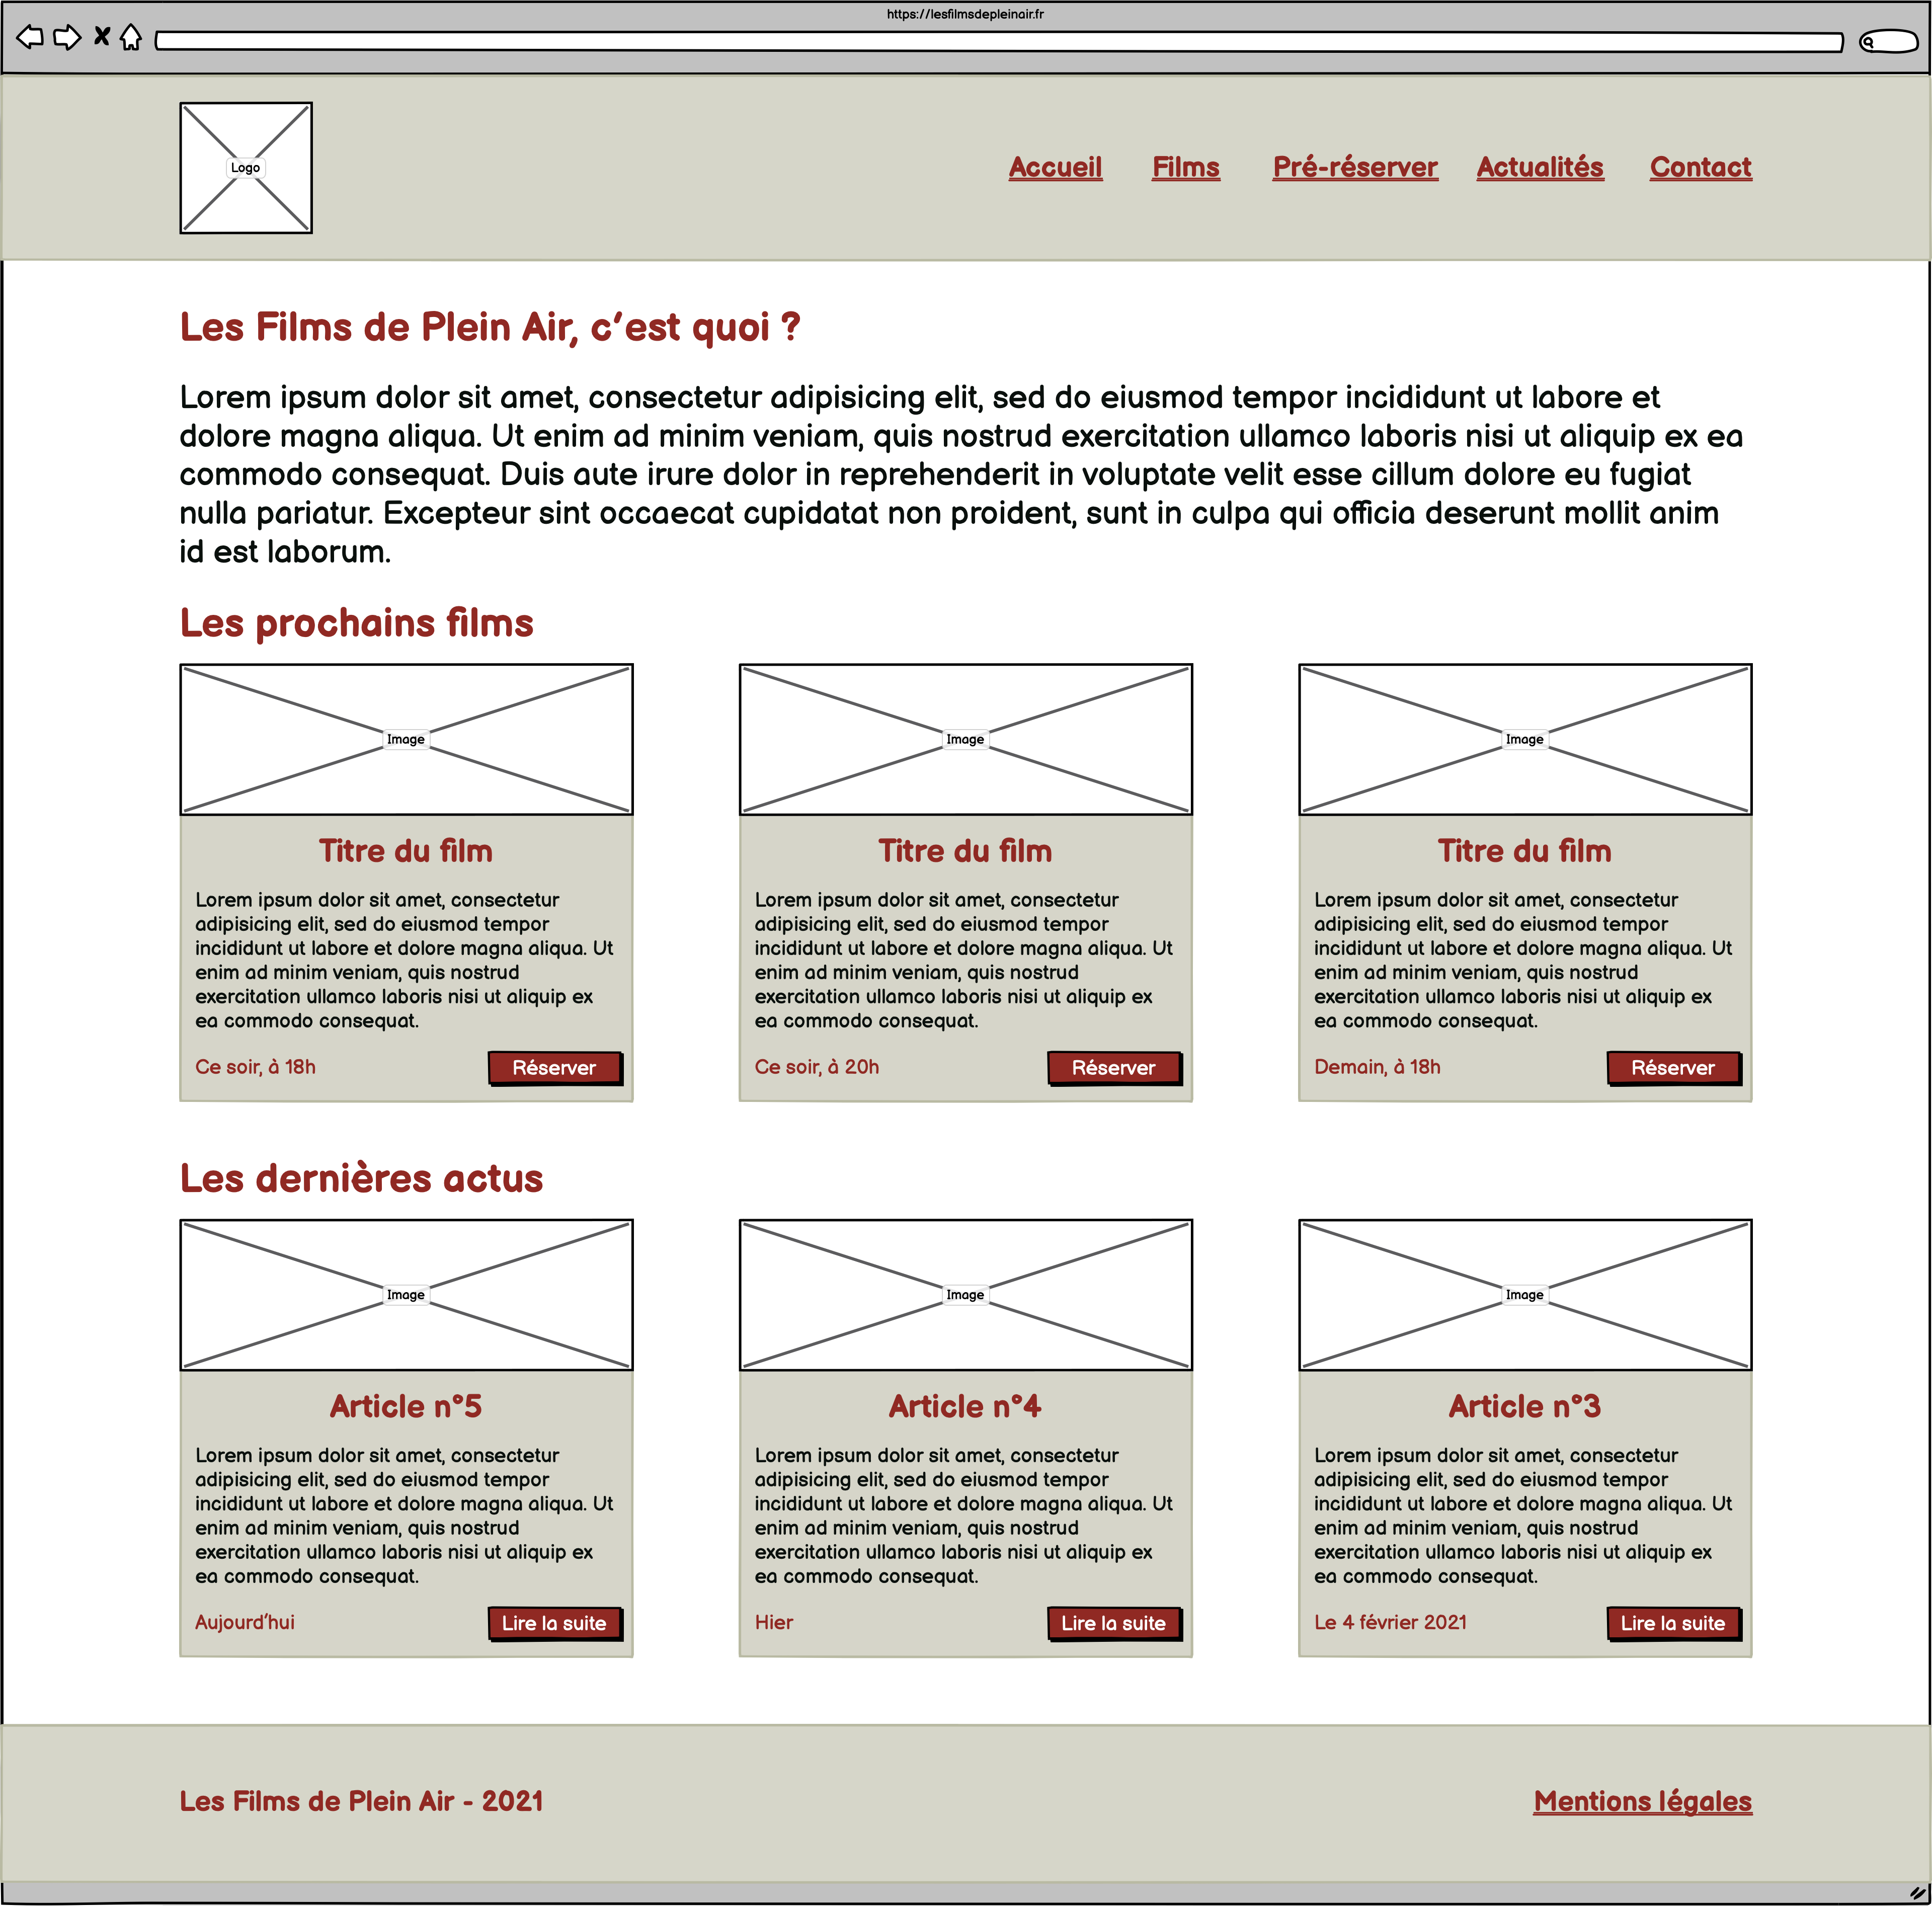 https://lesfilmsdepleinair.fr
Logo
Accueil Films Pré-réserver Actualités Contact
Les Films de Plein Air, c'est quoi ?
Lorem ipsum dolor sit amet, consectetur adipisicing elit, sed do eiusmod tempor incididunt ut labore et
dolore magna aliqua. Ut enim ad minim veniam, quis nostrud exercitation ullamco laboris nisi ut aliquip ex ea
commodo consequat. Duis aute irure dolor in reprehenderit in voluptate velit esse cillum dolore eu fugiat
nulla pariatur. Excepteur sint occaecat cupidatat non proident, sunt in culpa qui officia deserunt mollit anim
id est laborum.
Les prochains films
Image
Titre du film
Lorem ipsum dolor sit amet, consectetur
adipisicing elit, sed do eiusmod tempor
incididunt ut labore et dolore magna aliqua. Ut
enim ad minim veniam, quis nostrud
exercitation ullamco laboris nisi ut aliquip ex
ea commodo consequat.
Ce soir, à 18h Réserver
Image
Titre du film
Lorem ipsum dolor sit amet, consectetur
adipisicing elit, sed do eiusmod tempor
incididunt ut labore et dolore magna aliqua. Ut
enim ad minim veniam, quis nostrud
exercitation ullamco laboris nisi ut aliquip ex
ea commodo consequat.
Ce soir, à 20h Réserver
Image
Titre du film
Lorem ipsum dolor sit amet, consectetur
adipisicing elit, sed do eiusmod tempor
incididunt ut labore et dolore magna aliqua. Ut
enim ad minim veniam, quis nostrud
exercitation ullamco laboris nisi ut aliquip ex
ea commodo consequat.
Demain, à 18h Réserver
Les dernières actus
Image
Article n°5
Lorem ipsum dolor sit amet, consectetur
adipisicing elit, sed do eiusmod tempor
incididunt ut labore et dolore magna aliqua. Ut
enim ad minim veniam, quis nostrud
exercitation ullamco laboris nisi ut aliquip ex
ea commodo consequat.
Aujourd'hui Lire la suite
Image
Article n°4
Lorem ipsum dolor sit amet, consectetur
adipisicing elit, sed do eiusmod tempor
incididunt ut labore et dolore magna aliqua. Ut
enim ad minim veniam, quis nostrud
exercitation ullamco laboris nisi ut aliquip ex
ea commodo consequat.
Hier Lire la suite
Image
Article n°3
Lorem ipsum dolor sit amet, consectetur
adipisicing elit, sed do eiusmod tempor
incididunt ut labore et dolore magna aliqua. Ut
enim ad minim veniam, quis nostrud
exercitation ullamco laboris nisi ut aliquip ex
ea commodo consequat.
Le 4 février 2021 Lire la suite
Les Films de Plein Air - 2021 Mentions légales